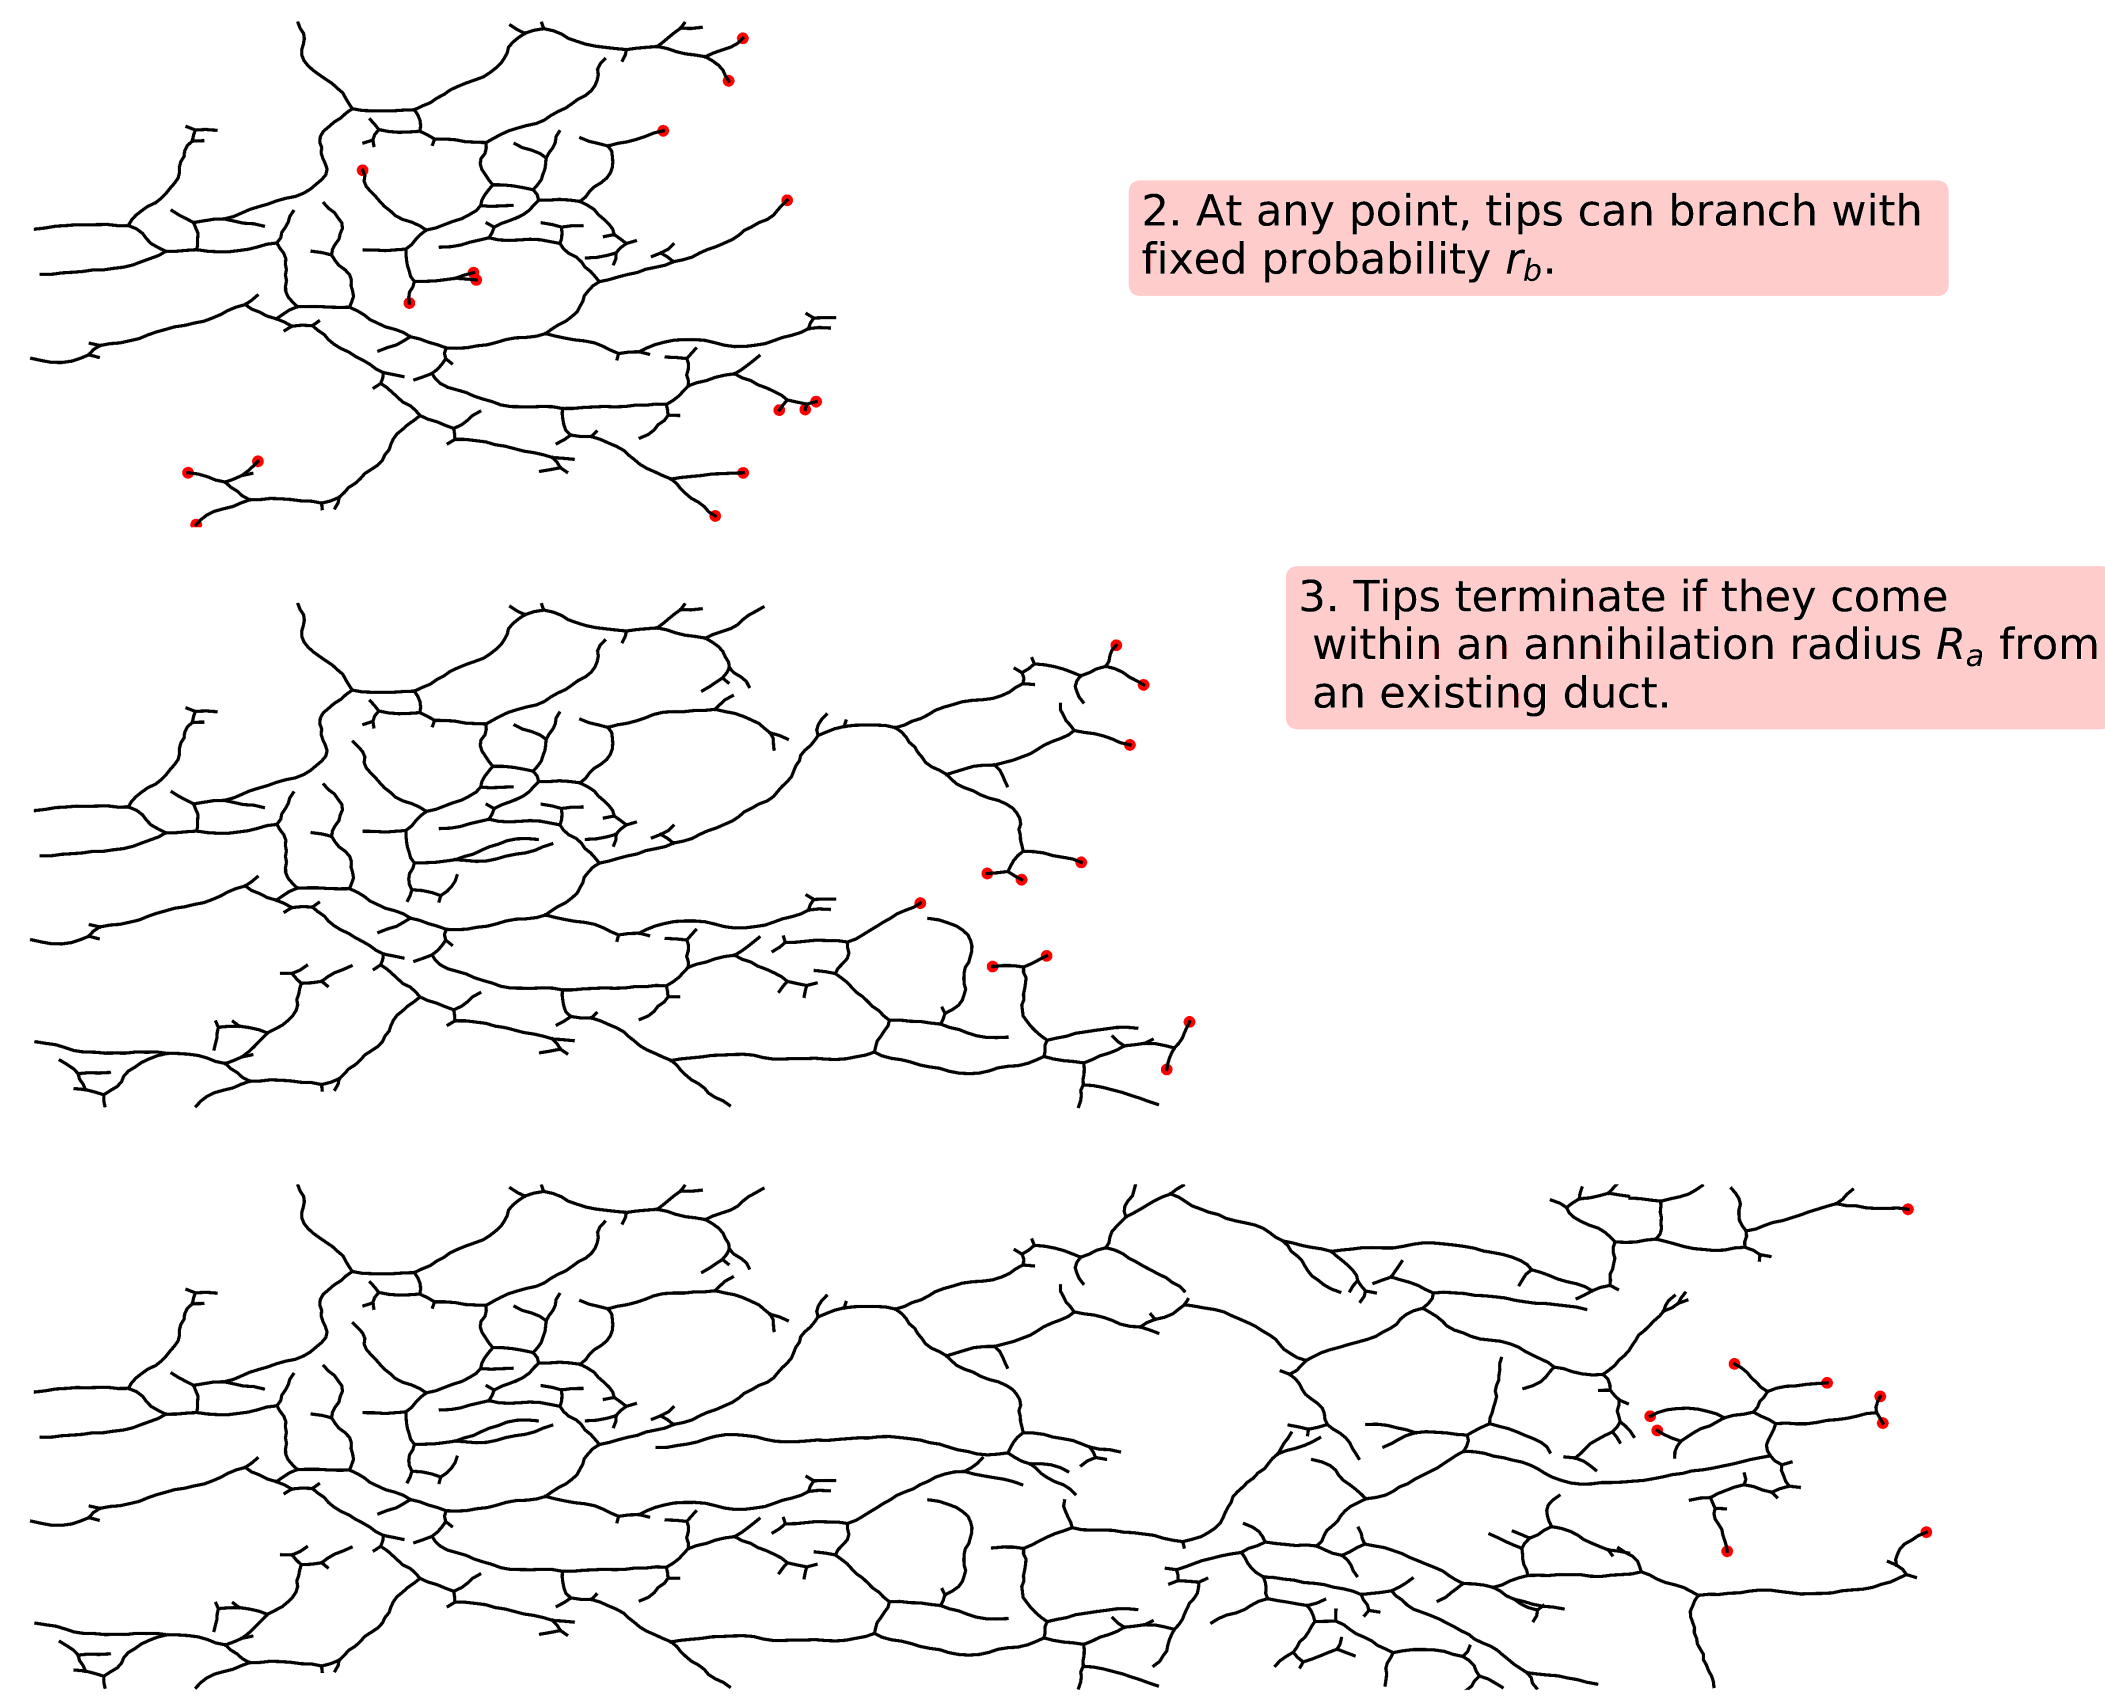 2. At any point, tips can branch with
fixed probability r_b.
3. Tips terminate if they come
within an annihilation radius R_a from
an existing duct.